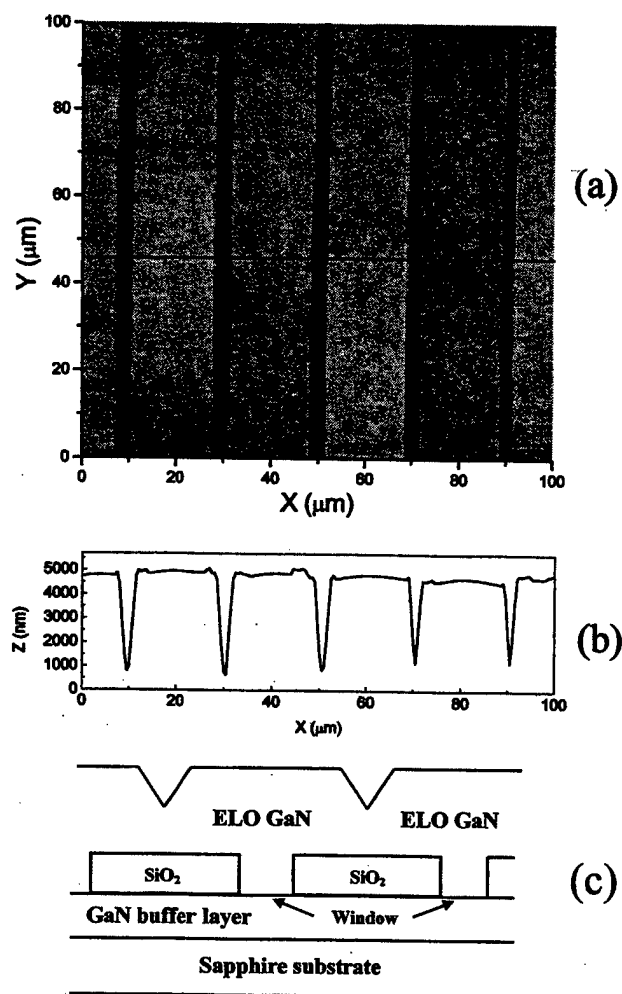 100
80
60
40
20
0
Y (μm)
0 20 40 60 80 100
X (μm)
(a)
5000
4000
3000
2000
1000
0
Z (nm)
0 20 40 60 80 100
X (μm)
(b)
ELO GaN ELO GaN
SiO₂ SiO₂
(c)
GaN buffer layer Window
Sapphire substrate